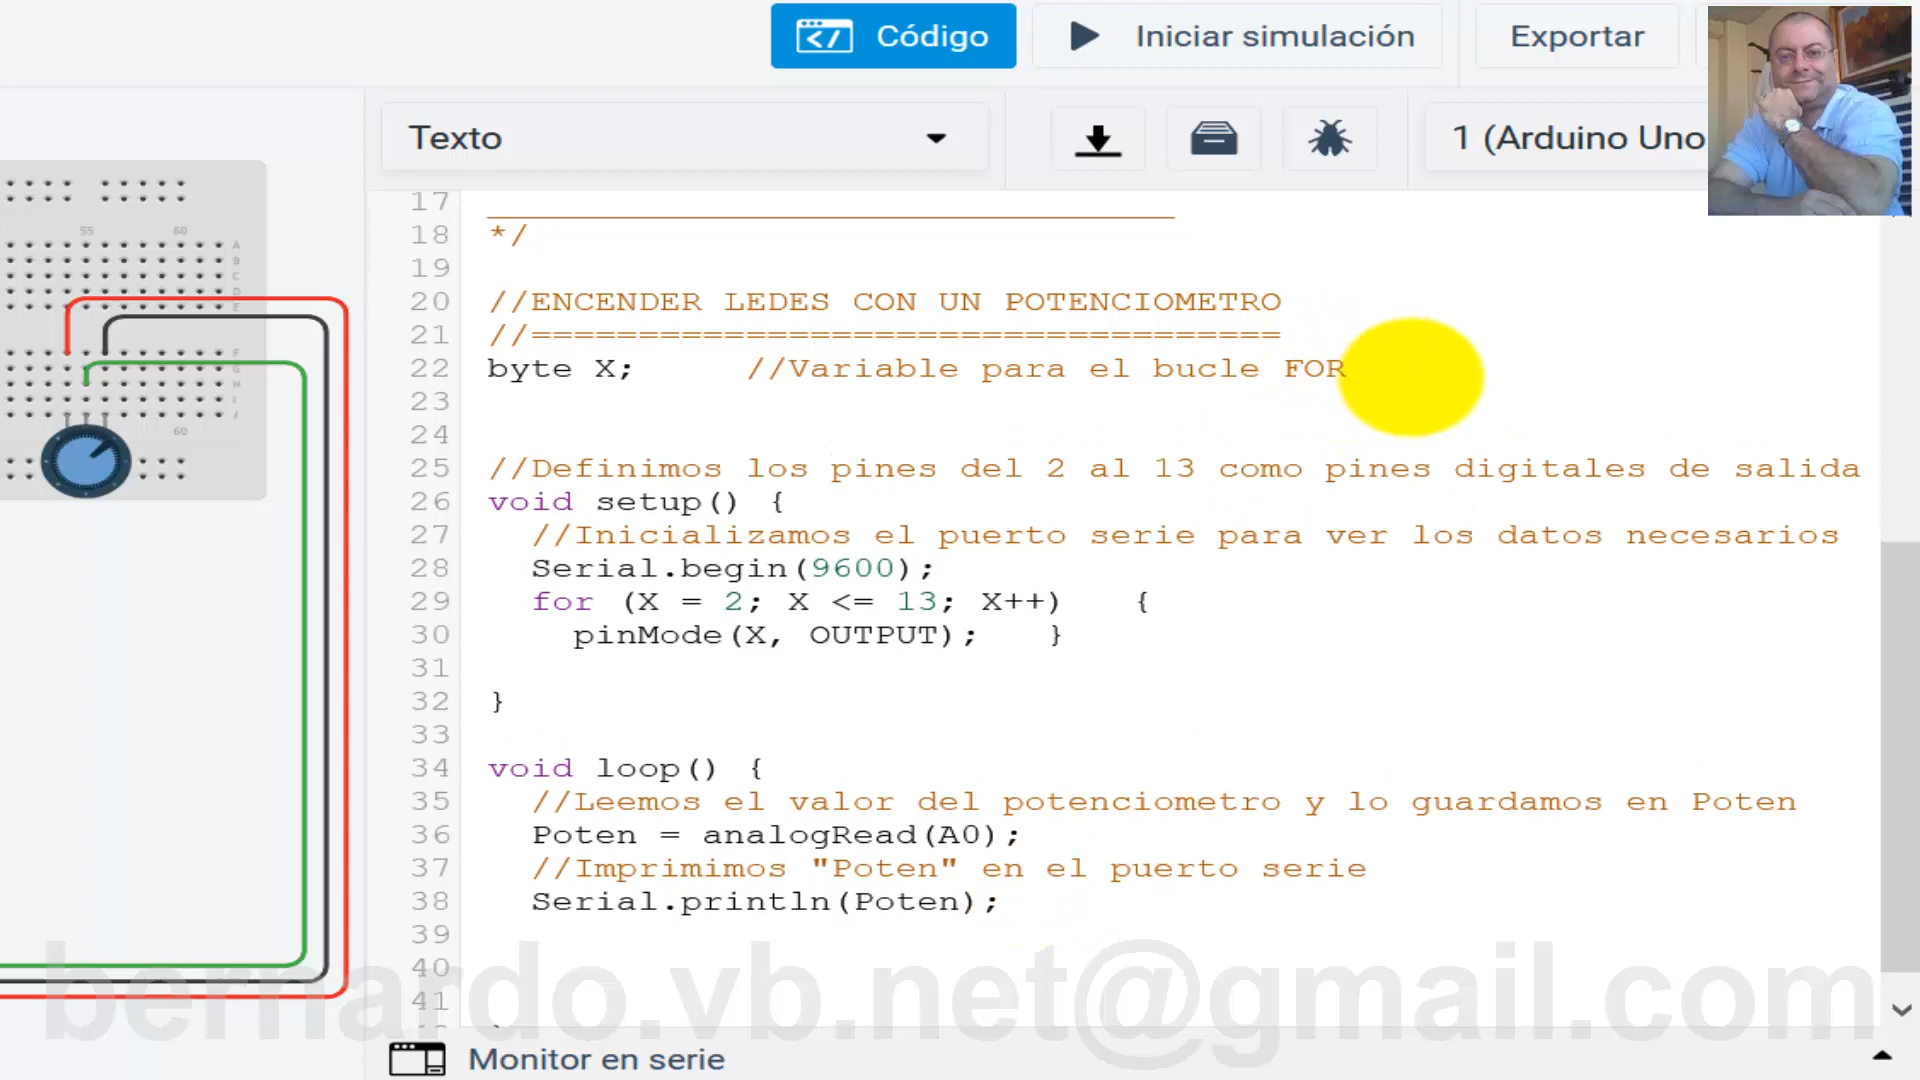 Código
Iniciar simulación
Exportar
Texto
1 (Arduino Uno
55 60
A
B
C
D
E
F
G
H
I
J
60
17 ________________________________
18 */
19
20 //ENCENDER LEDES CON UN POTENCIOMETRO
21 //===================================
22 byte X; //Variable para el bucle FOR
23
24
25 //Definimos los pines del 2 al 13 como pines digitales de salida
26 void setup() {
27 //Inicializamos el puerto serie para ver los datos necesarios
28 Serial.begin(9600);
29 for (X = 2; X <= 13; X++) {
30 pinMode(X, OUTPUT); }
31
32 }
33
34 void loop() {
35 //Leemos el valor del potenciometro y lo guardamos en Poten
36 Poten = analogRead(A0);
37 //Imprimimos "Poten" en el puerto serie
38 Serial.println(Poten);
39
40
41
bernardo.vb.net@gmail.com
Monitor en serie